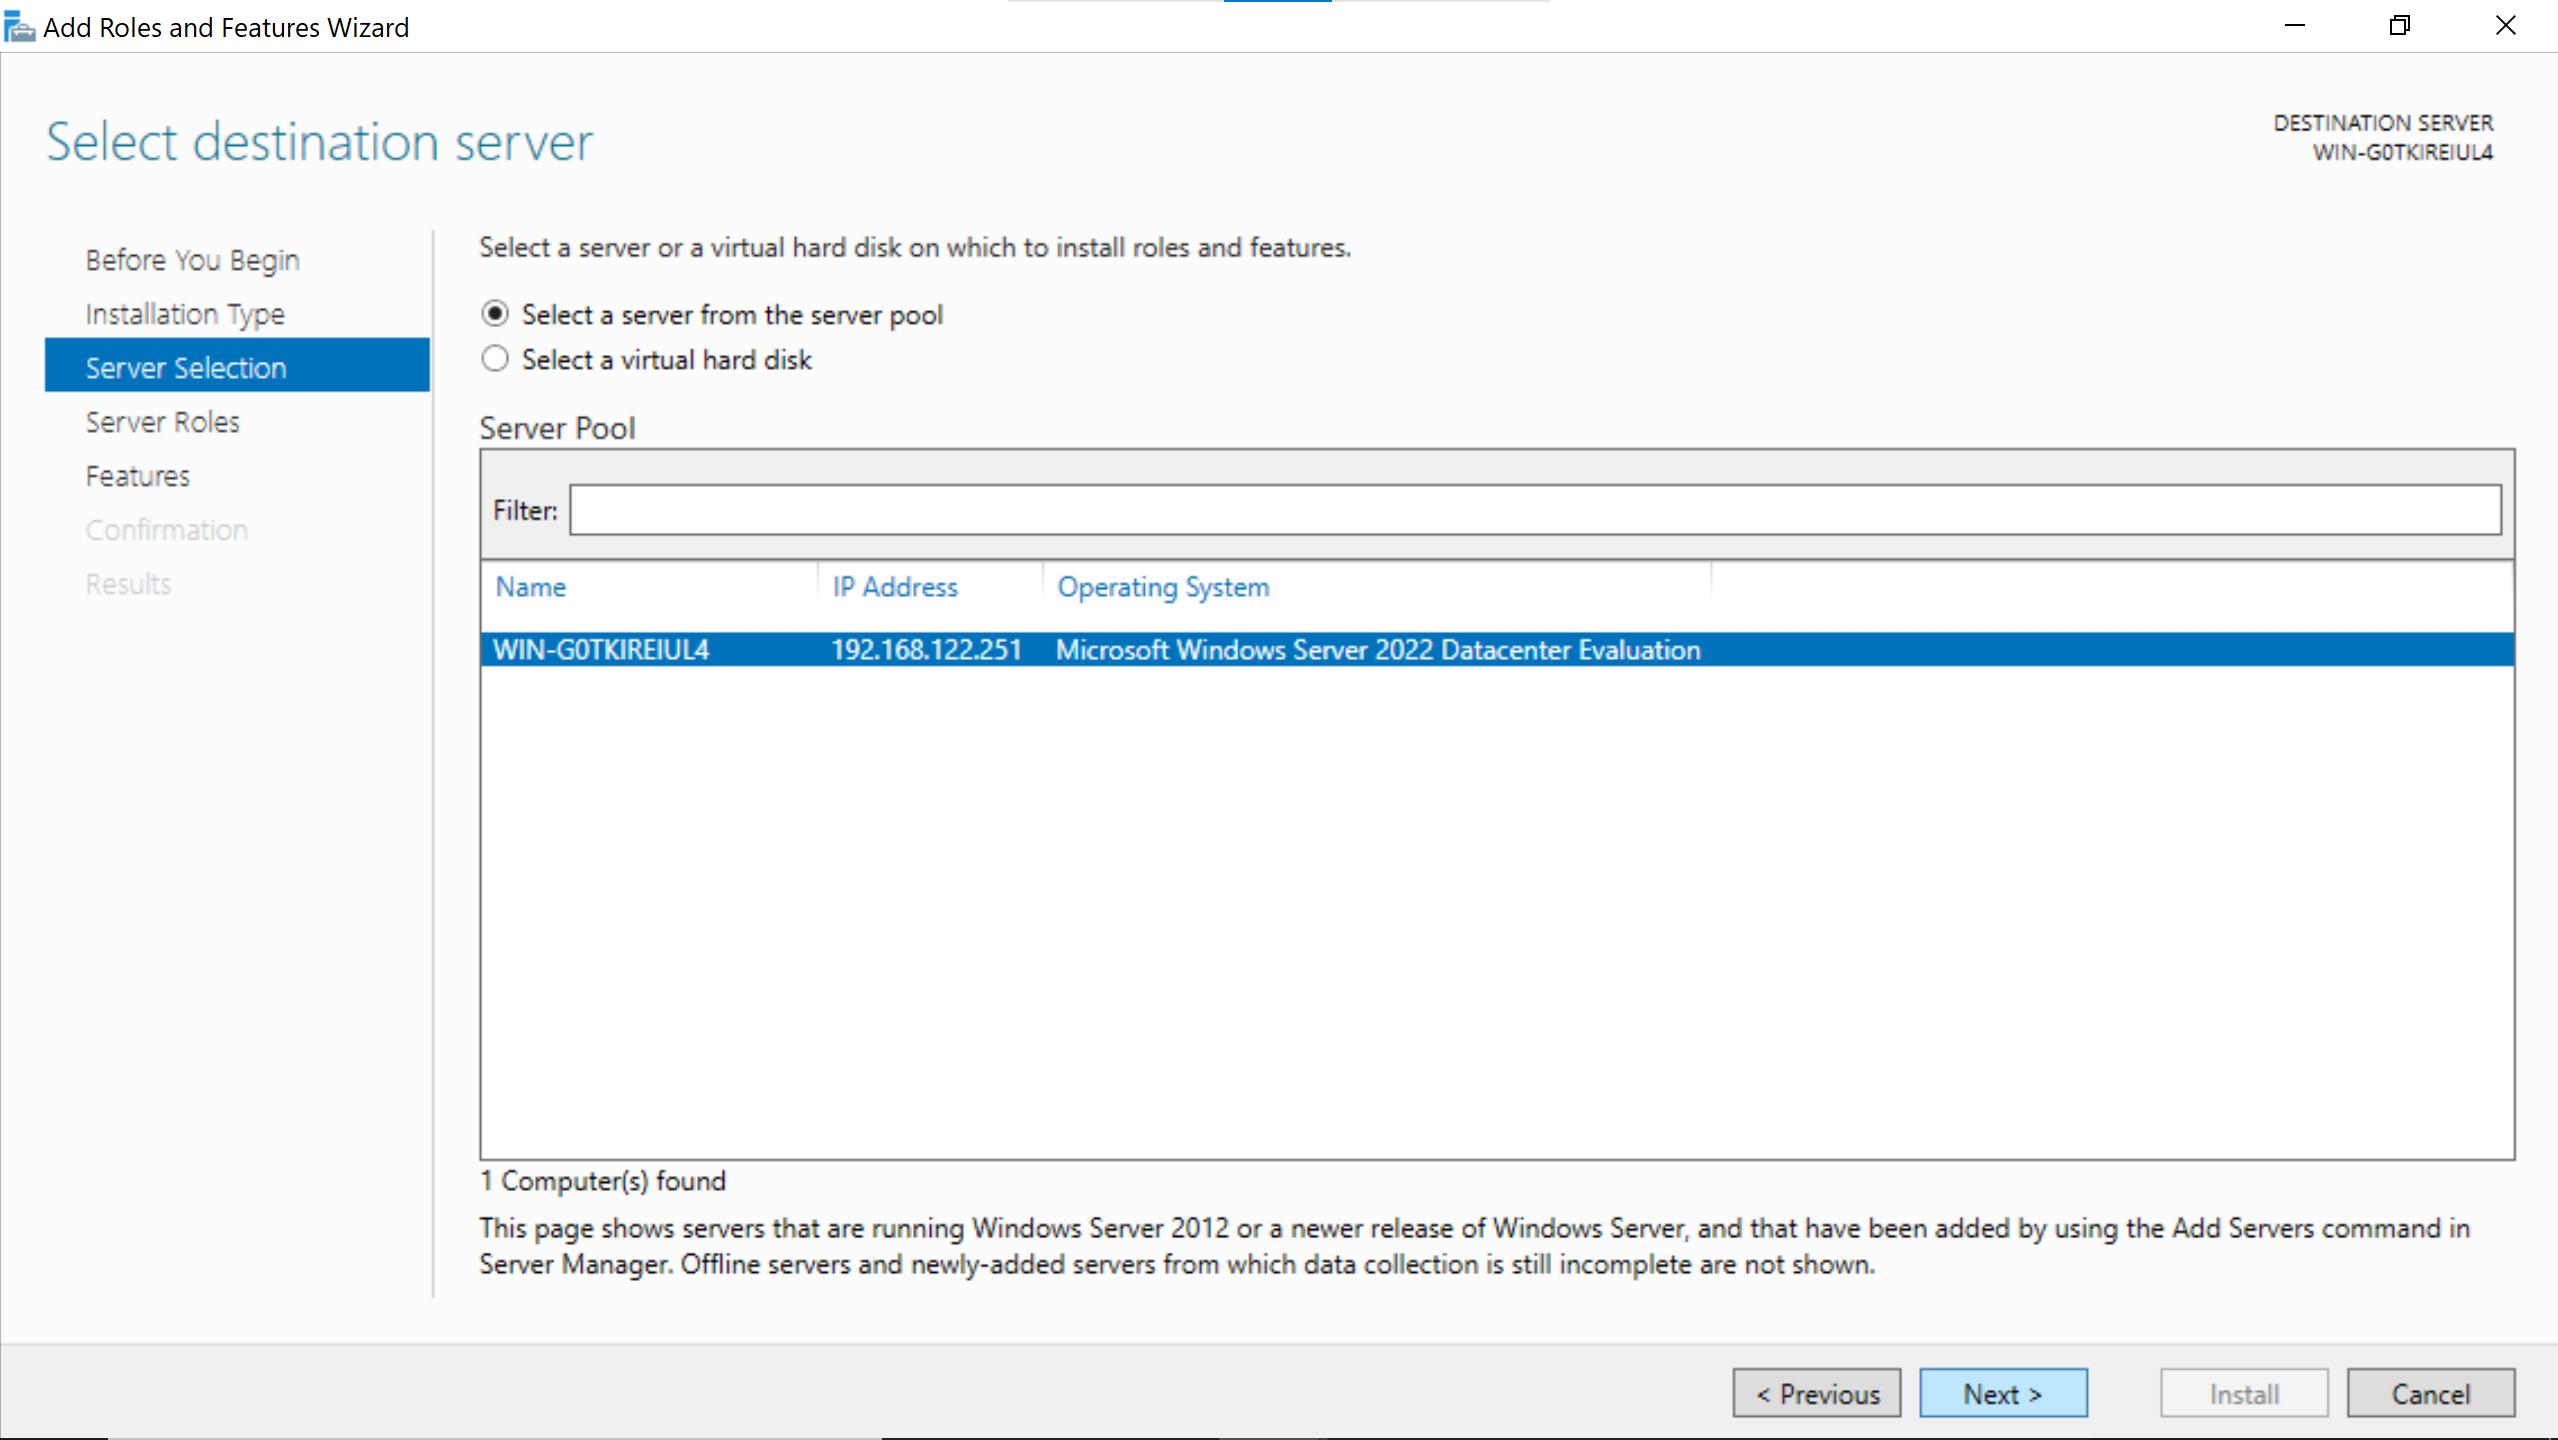 Add Roles and Features Wizard
Select destination server
DESTINATION SERVER
WIN-G0TKIREIUL4
Before You Begin
Installation Type
Server Selection
Server Roles
Features
Confirmation
Results
Select a server or a virtual hard disk on which to install roles and features.
Select a server from the server pool
Select a virtual hard disk
Server Pool
Filter:
Name IP Address Operating System
WIN-G0TKIREIUL4 192.168.122.251 Microsoft Windows Server 2022 Datacenter Evaluation
1 Computer(s) found
This page shows servers that are running Windows Server 2012 or a newer release of Windows Server, and that have been added by using the Add Servers command in
Server Manager. Offline servers and newly-added servers from which data collection is still incomplete are not shown.
< Previous Next > Install Cancel